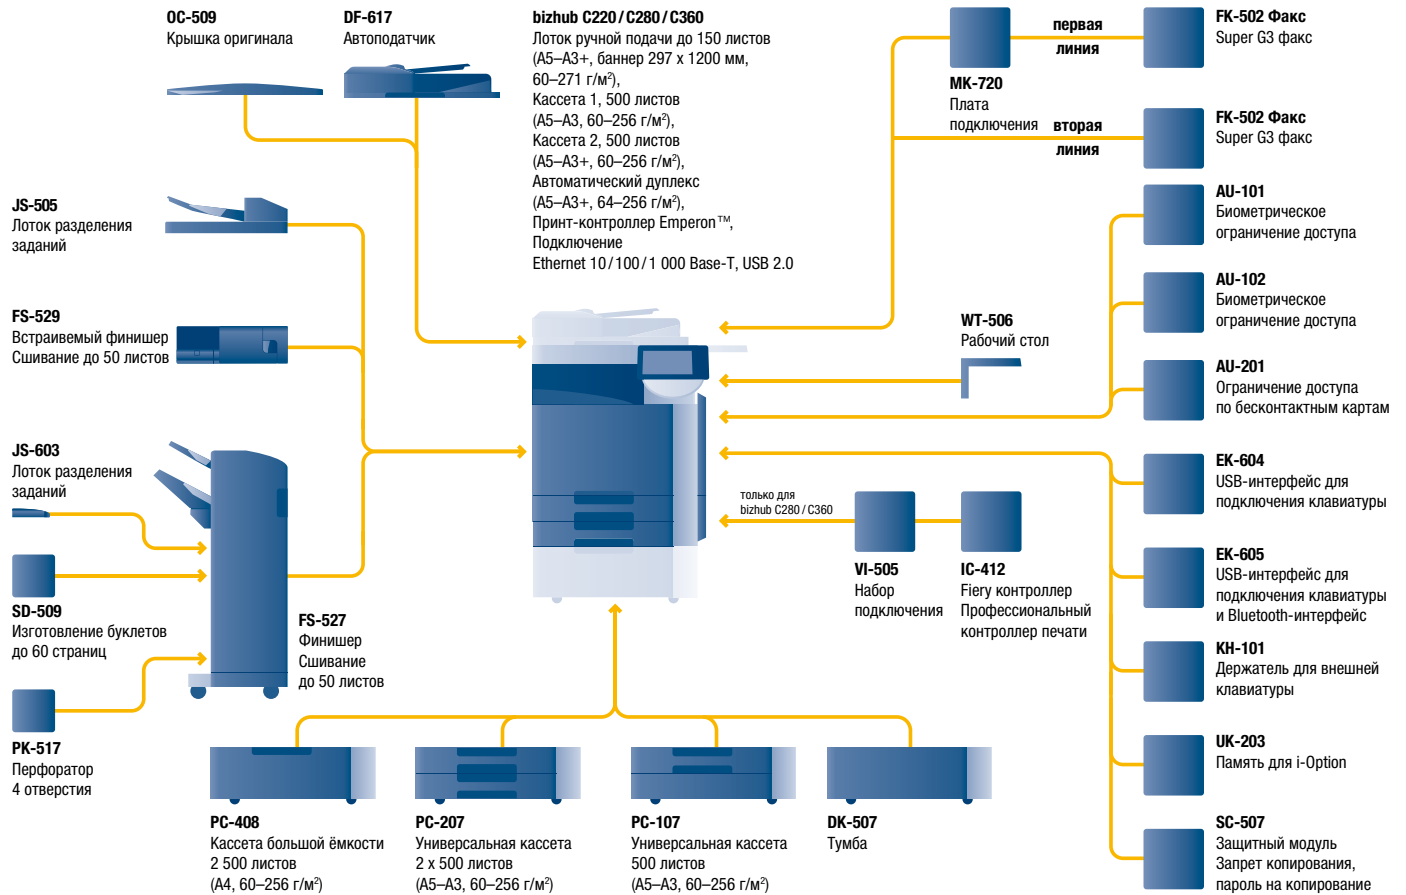 OC-509
Крышка оригинала
DF-617
Автоподатчик
bizhub C220 / C280 / C360
Лоток ручной подачи до 150 листов
(A5–A3+, баннер 297 x 1200 мм,
60–271 г/м²),
Кассета 1, 500 листов
(A5–A3, 60–256 г/м²),
Кассета 2, 500 листов
(A5–A3+, 60–256 г/м²),
Автоматический дуплекс
(A5–A3+, 64–256 г/м²),
Принт-контроллер Emperon™,
Подключение
Ethernet 10 / 100 / 1 000 Base-T, USB 2.0
MK-720
Плата
подключения
первая
линия
вторая
линия
FK-502 Факс
Super G3 факс
FK-502 Факс
Super G3 факс
AU-101
Биометрическое
ограничение доступа
AU-102
Биометрическое
ограничение доступа
AU-201
Ограничение доступа
по бесконтактным картам
JS-505
Лоток разделения
заданий
FS-529
Встраиваемый финишер
Сшивание до 50 листов
JS-603
Лоток разделения
заданий
SD-509
Изготовление буклетов
до 60 страниц
PK-517
Перфоратор
4 отверстия
FS-527
Финишер
Сшивание
до 50 листов
WT-506
Рабочий стол
только для
bizhub C280 / C360
VI-505
Набор
подключения
IC-412
Fiery контроллер
Профессиональный
контроллер печати
EK-604
USB-интерфейс для
подключения клавиатуры
EK-605
USB-интерфейс для
подключения клавиатуры
и Bluetooth-интерфейс
KH-101
Держатель для внешней
клавиатуры
UK-203
Память для i-Option
SC-507
Защитный модуль
Запрет копирования,
пароль на копирование
PC-408
Кассета большой ёмкости
2 500 листов
(A4, 60–256 г/м²)
PC-207
Универсальная кассета
2 x 500 листов
(A5–A3, 60–256 г/м²)
PC-107
Универсальная кассета
500 листов
(A5–A3, 60–256 г/м²)
DK-507
Тумба